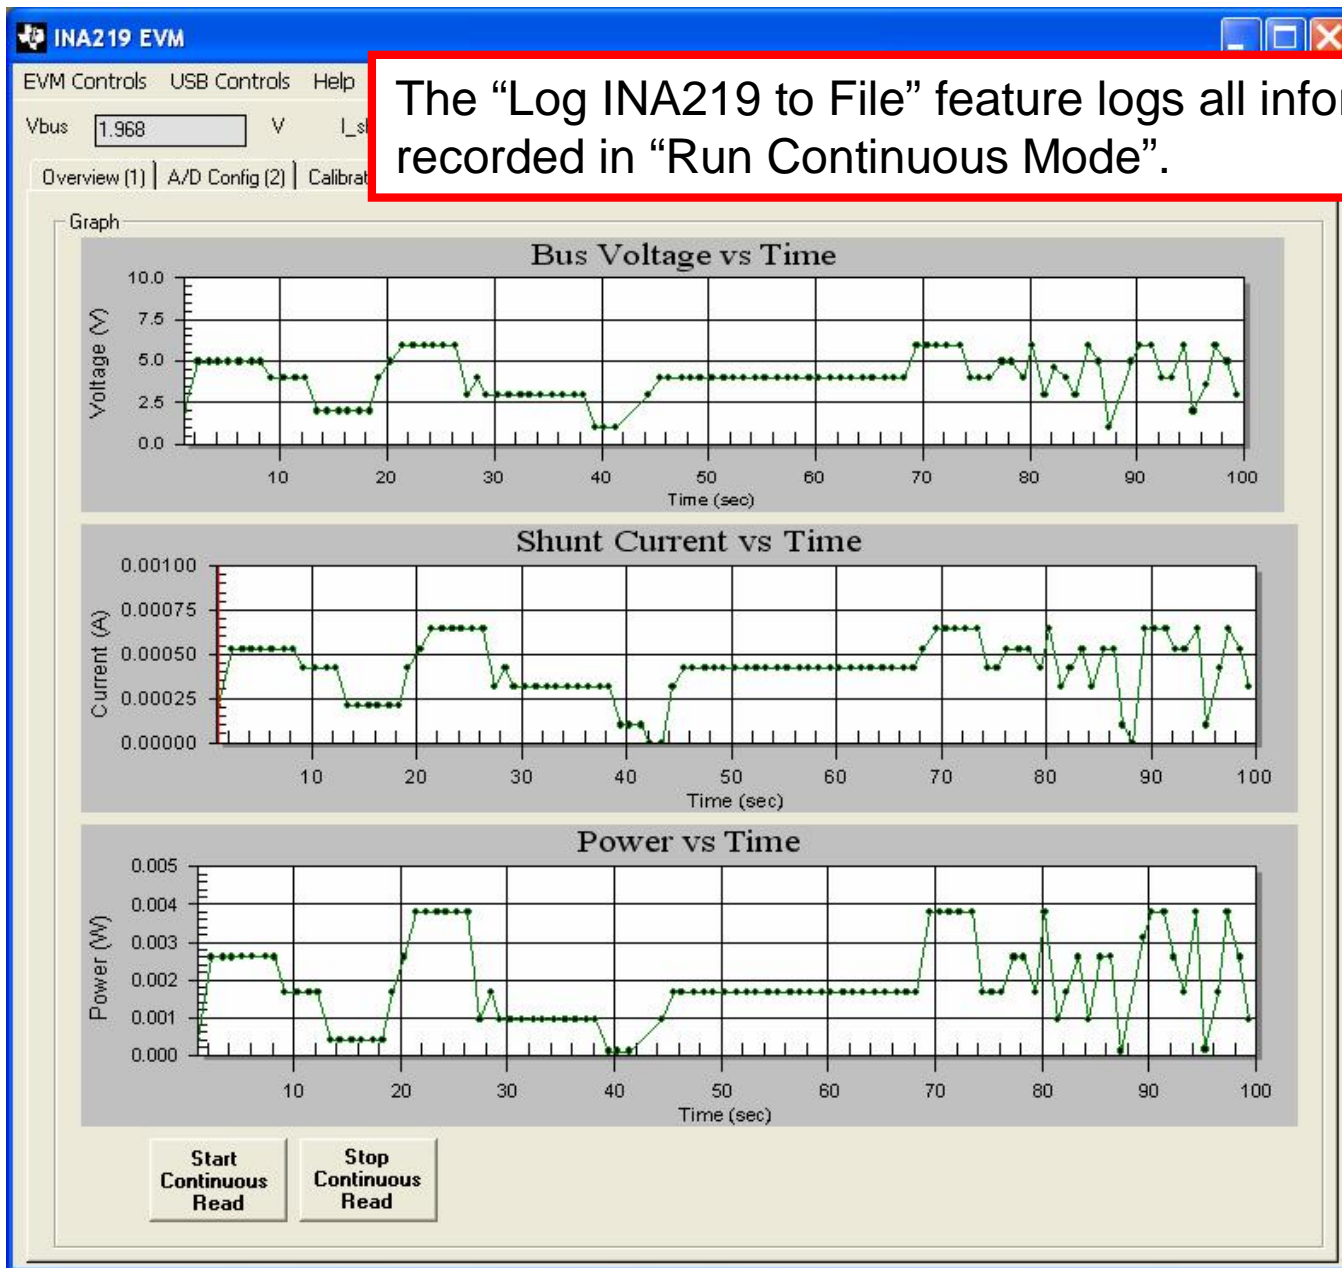 INA219 EVM
EVM Controls USB Controls Help
The “Log INA219 to File” feature logs all
recorded in “Run Continuous Mode”.
Vbus 1.968 V
Overview (1) A/D Config (2)
Graph
Bus Voltage vs Time
Voltage (V)
10.0
7.5
5.0
2.5
0.0
10 20 30 40 50 60 70 80 90 100
Time (sec)
Shunt Current vs Time
Current (A)
0.00100
0.00075
0.00050
0.00025
0.00000
10 20 30 40 50 60 70 80 90 100
Time (sec)
Power vs Time
Power (W)
0.005
0.004
0.003
0.002
0.001
0.000
10 20 30 40 50 60 70 80 90 100
Time (sec)
Start Continuous Read
Stop Continuous Read